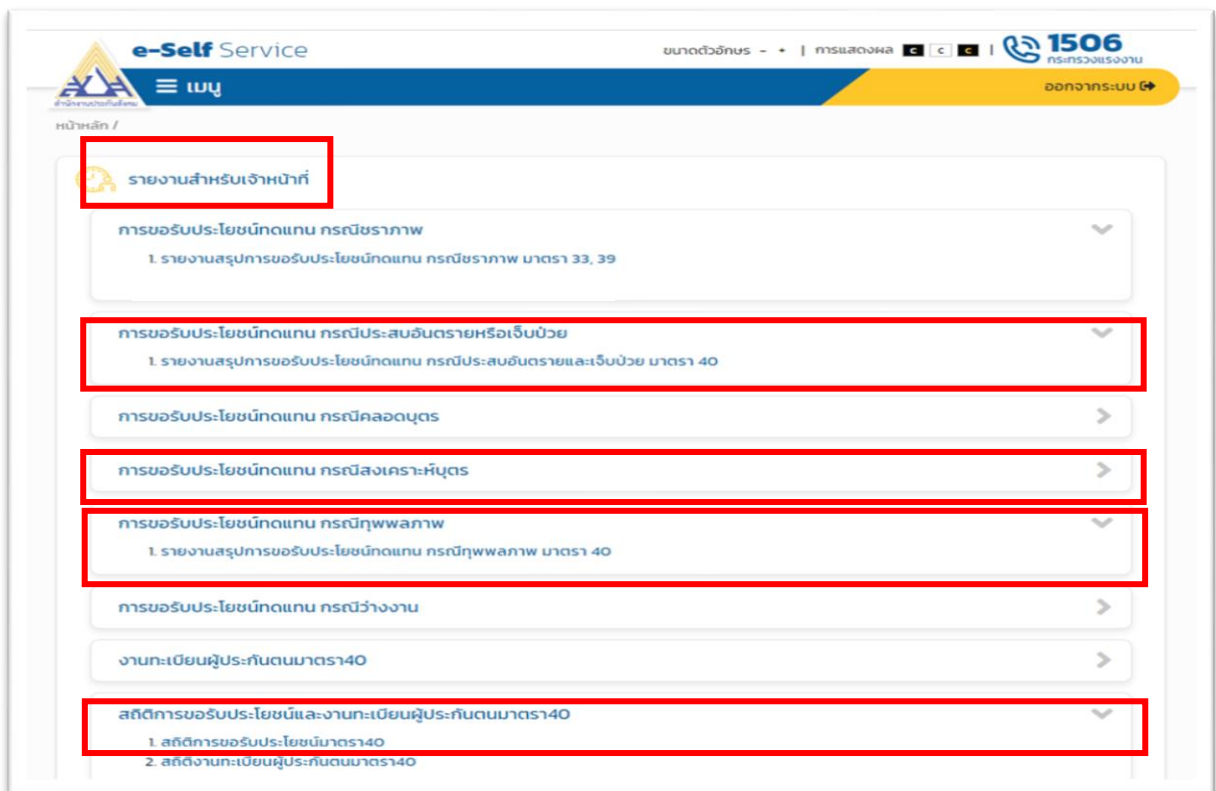 e-Self Service
ขนาดตัวอักษร - + | การแสดงผล C C C | 1506
กระทรวงแรงงาน
เมนู
ออกจากระบบ
สำนักงานประกันสังคม
หน้าหลัก /
รายงานสำหรับเจ้าหน้าที่
การขอรับประโยชน์ทดแทน กรณีชราภาพ
1. รายงานสรุปการขอรับประโยชน์ทดแทน กรณีชราภาพ มาตรา 33, 39
การขอรับประโยชน์ทดแทน กรณีประสบอันตรายหรือเจ็บป่วย
1. รายงานสรุปการขอรับประโยชน์ทดแทน กรณีประสบอันตรายและเจ็บป่วย มาตรา 40
การขอรับประโยชน์ทดแทน กรณีคลอดบุตร
การขอรับประโยชน์ทดแทน กรณีสงเคราะห์บุตร
การขอรับประโยชน์ทดแทน กรณีทุพพลภาพ
1. รายงานสรุปการขอรับประโยชน์ทดแทน กรณีทุพพลภาพ มาตรา 40
การขอรับประโยชน์ทดแทน กรณีว่างงาน
งานทะเบียนผู้ประกันตนมาตรา40
สถิติการขอรับประโยชน์และงานทะเบียนผู้ประกันตนมาตรา40
1. สถิติการขอรับประโยชน์มาตรา40
2. สถิติงานทะเบียนผู้ประกันตนมาตรา40